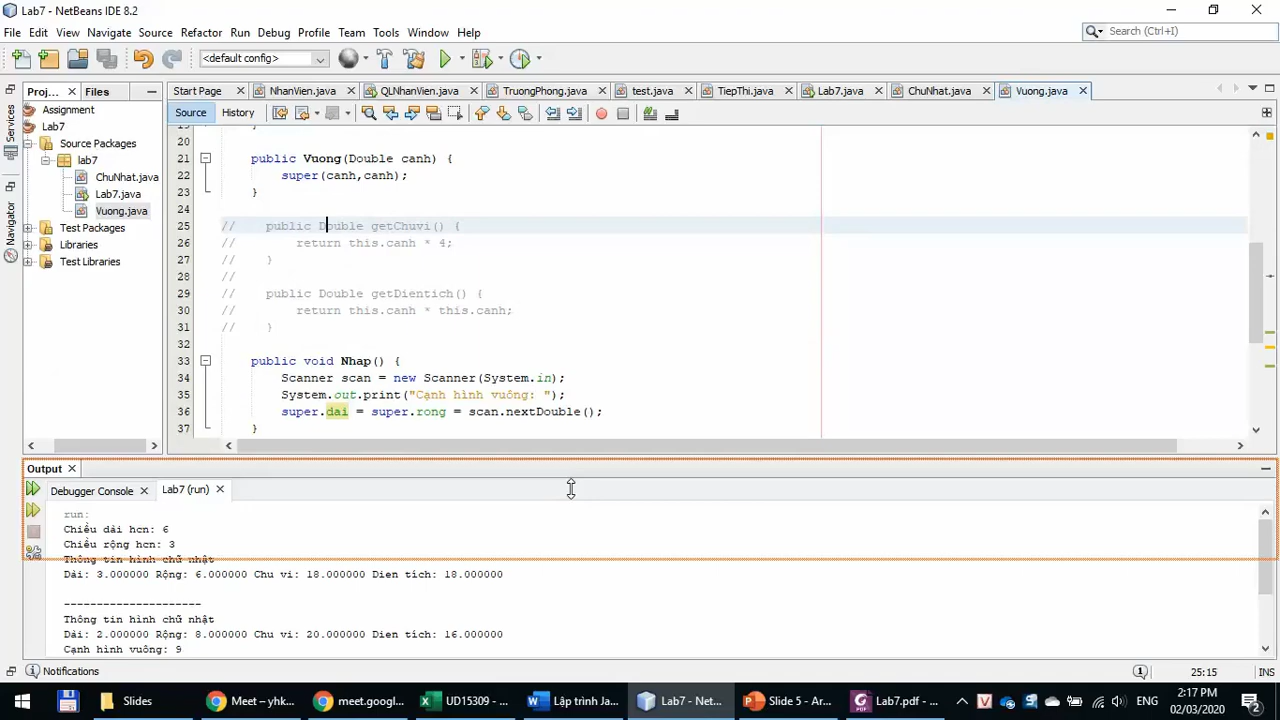 Lab7 - NetBeans IDE 8.2
File Edit View Navigate Source Refactor Run Debug Profile Team Tools Window Help
Search (Ctrl+I)
<default config>
Proj... Files
Start Page NhanVien.java QLNhanVien.java TruongPhong.java test.java TiepThi.java Lab7.java ChuNhat.java Vuong.java
Services
Navigator
Assignment
Lab7
Source Packages
lab7
ChuNhat.java
Lab7.java
Vuong.java
Test Packages
Libraries
Test Libraries
Source History
19 }
20
21 public Vuong(Double canh) {
22 super(canh,canh);
23 }
24
25 // public Double getChuvi() {
26 // return this.canh * 4;
27 // }
28 //
29 // public Double getDientich() {
30 // return this.canh * this.canh;
31 // }
32
33 public void Nhap() {
34 Scanner scan = new Scanner(System.in);
35 System.out.print("Cạnh hình vuông: ");
36 super.dai = super.rong = scan.nextDouble();
37 }
Output
Debugger Console Lab7 (run)
run:
Chiều dài hcn: 6
Chiều rộng hcn: 3
Thông tin hình chữ nhật
Dài: 3.000000 Rộng: 6.000000 Chu vi: 18.000000 Dien tích: 18.000000
---------------------
Thông tin hình chữ nhật
Dài: 2.000000 Rộng: 8.000000 Chu vi: 20.000000 Dien tích: 16.000000
Cạnh hình vuông: 9
Notifications
1
25:15 INS
Slides Meet – yhk... meet.googl... UD15309 - ... Lập trình Ja... Lab7 - Net... Slide 5 - Ar... Lab7.pdf - ... ENG
2:17 PM
02/03/2020
2